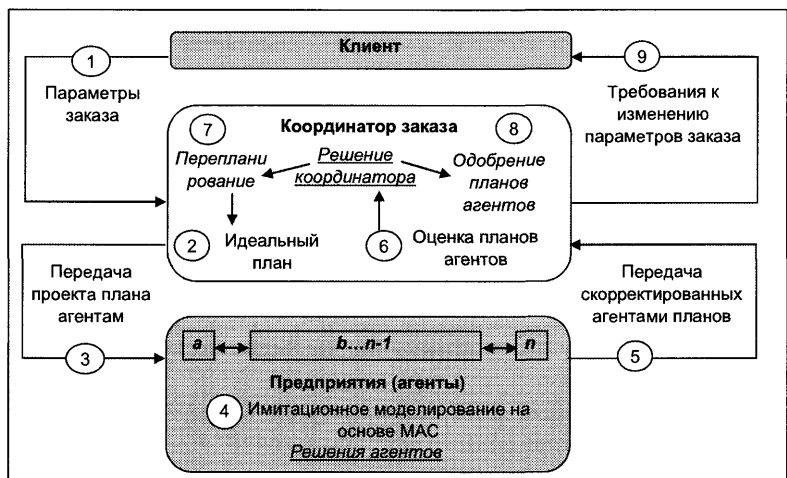 Клиент
1
9
Параметры
заказа
Требования к
изменению
параметров заказа
7
Координатор заказа
8
Переплани
рование
Решение
координатора
Одобрение
планов
агентов
2
Идеальный
план
6
Оценка планов
агентов
Передача
проекта плана
агентам
Передача
скорректированных
агентами планов
3
a
b...n-1
n
5
Предприятия (агенты)
4
Имитационное моделирование на
основе МАС
Решения агентов